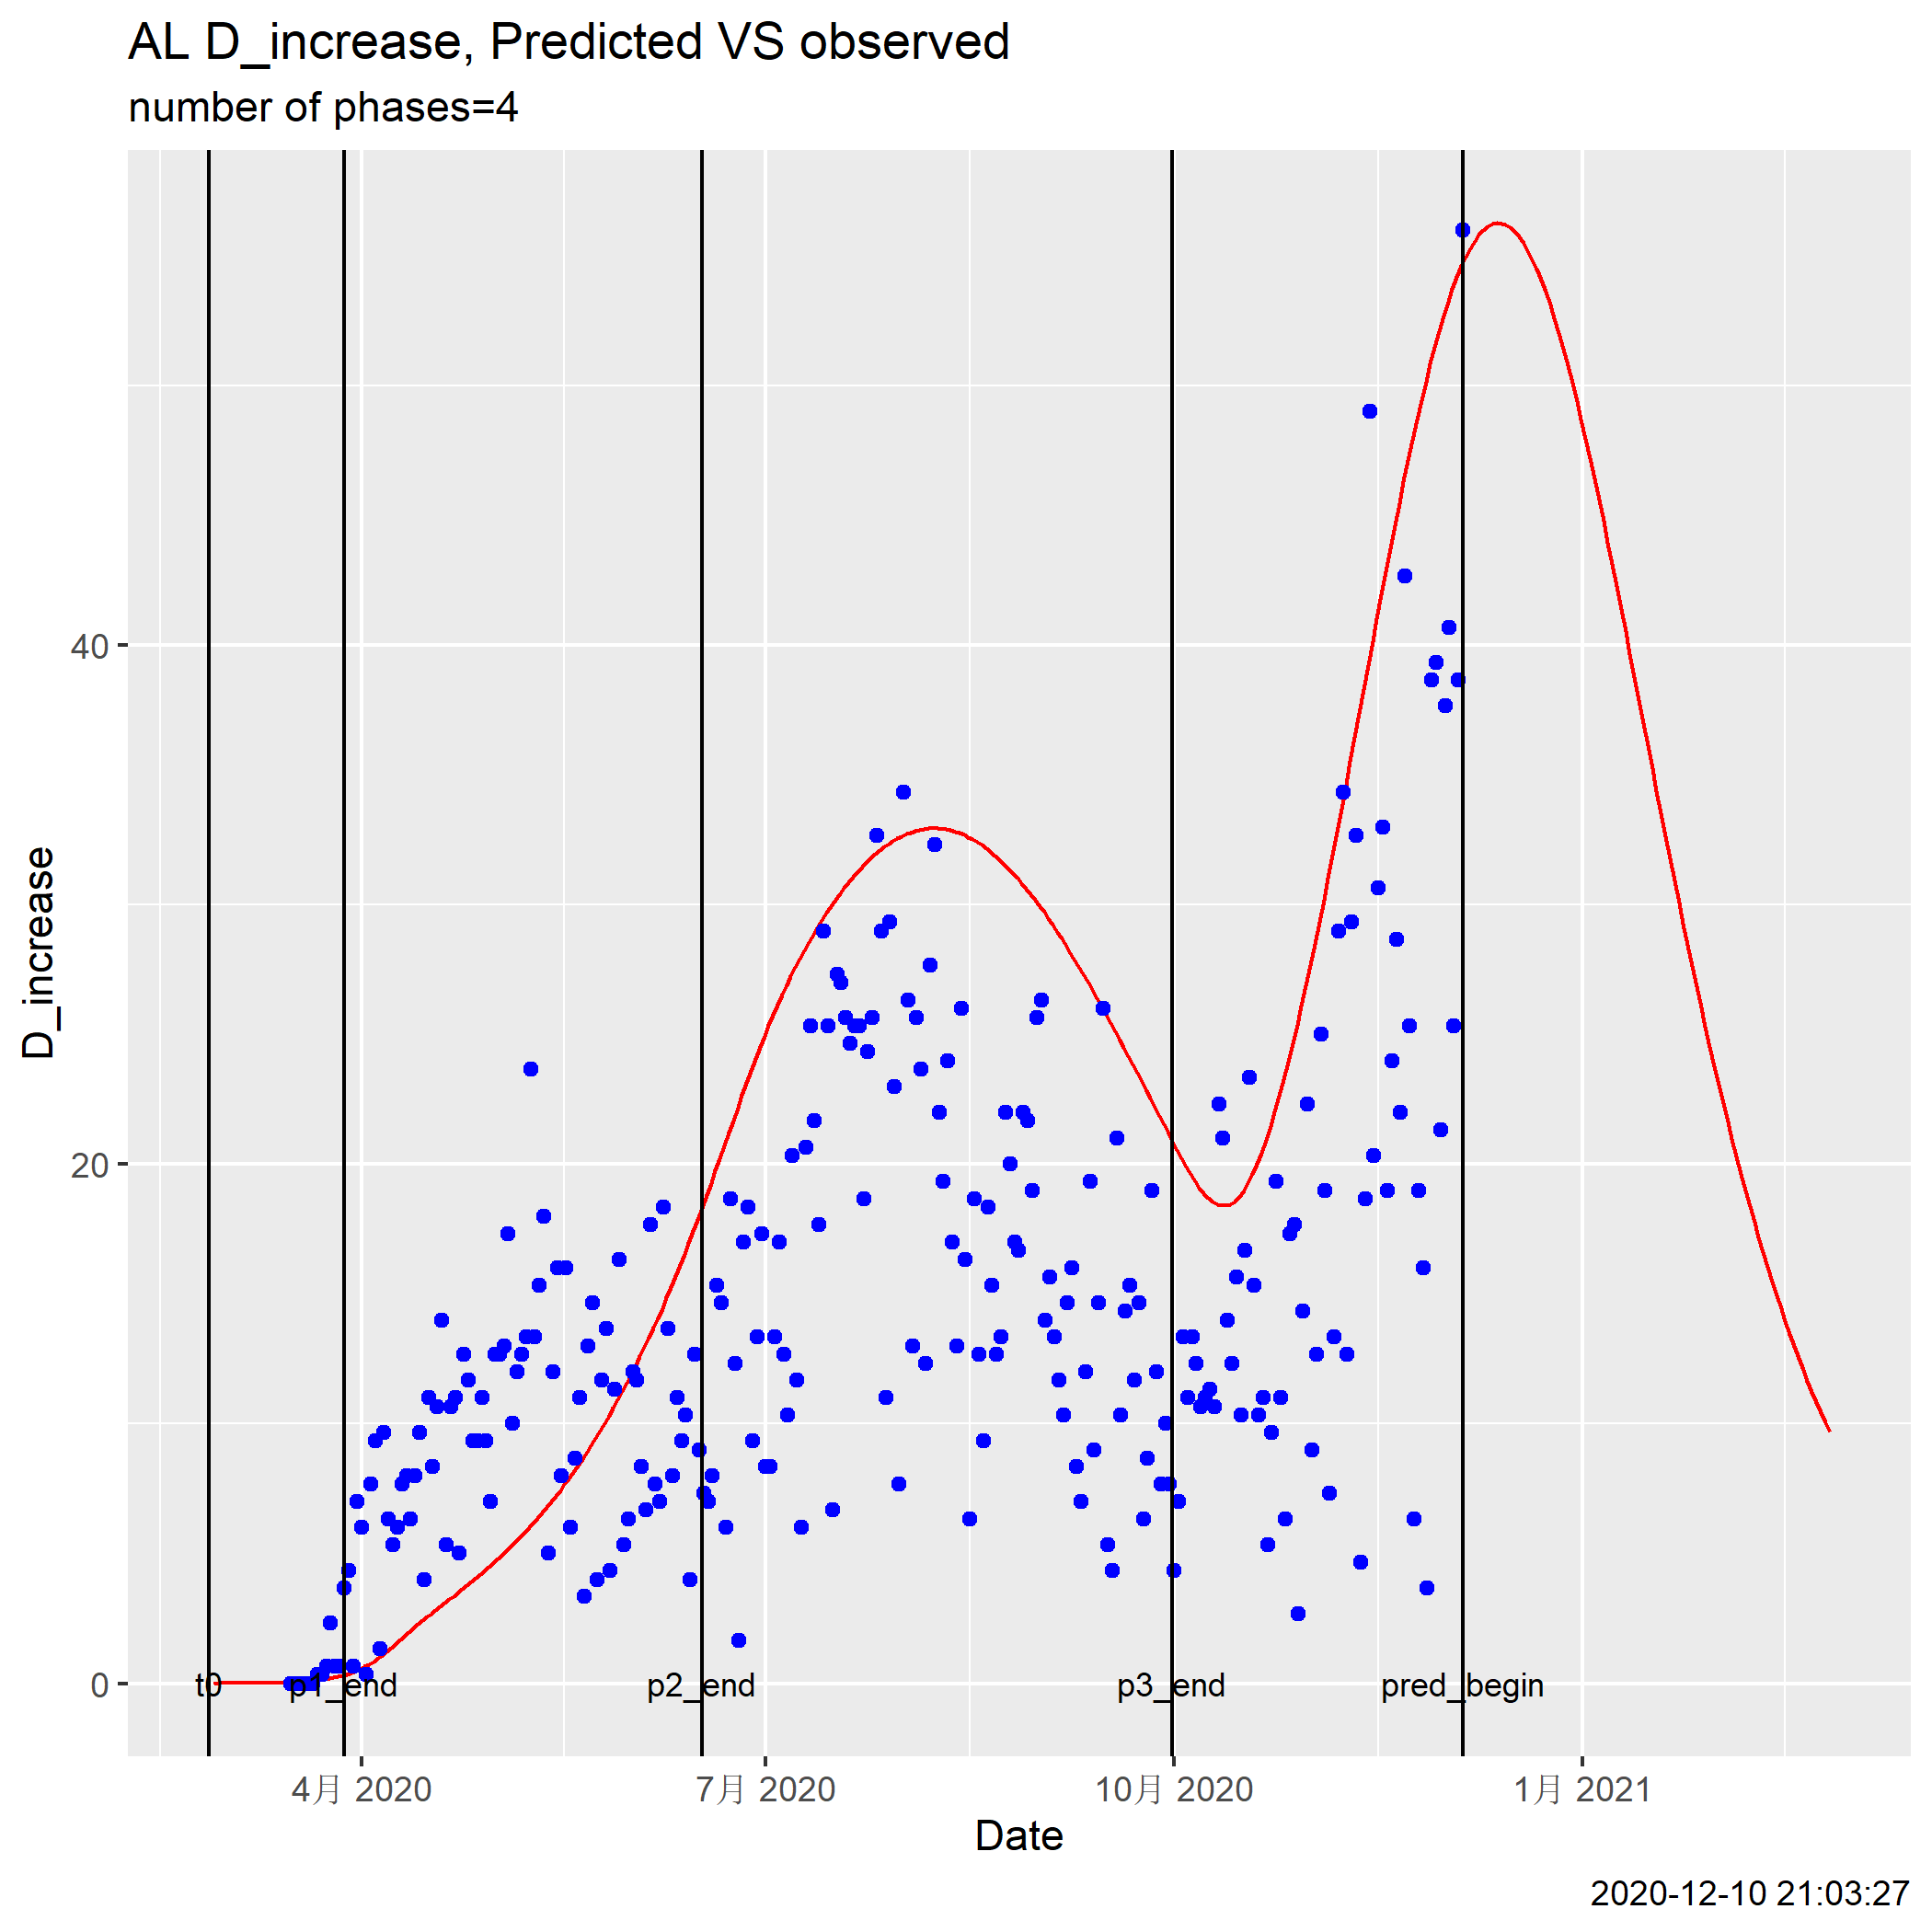 AL D_increase, Predicted VS observed
number of phases=4
D_increase
40
20
0
t0
p1_end
p2_end
p3_end
pred_begin
4月 2020
7月 2020
10月 2020
1月 2021
Date
2020-12-10 21:03:27